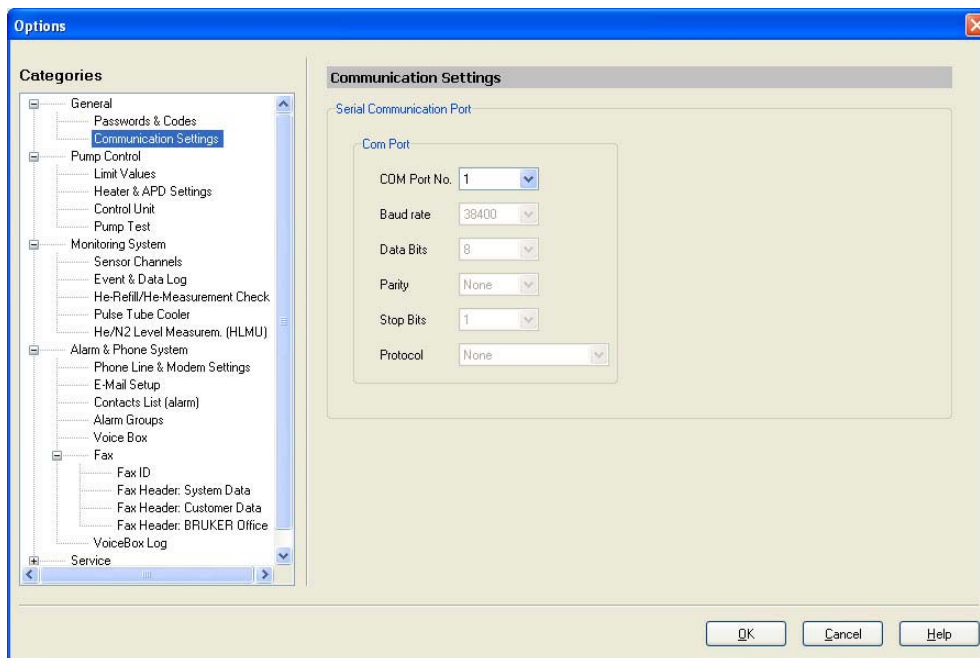 Options
Categories
General
Passwords & Codes
Communication Settings
Pump Control
Limit Values
Heater & APD Settings
Control Unit
Pump Test
Monitoring System
Sensor Channels
Event & Data Log
He-Refill/He-Measurement Check
Pulse Tube Cooler
He/N2 Level Measurem. (HLMU)
Alarm & Phone System
Phone Line & Modem Settings
E-Mail Setup
Contacts List (alarm)
Alarm Groups
Voice Box
Fax
Fax ID
Fax Header: System Data
Fax Header: Customer Data
Fax Header: BRUKER Office
VoiceBox Log
Service
Communication Settings
Serial Communication Port
Com Port
COM Port No. 1
Baud rate 38400
Data Bits 8
Parity None
Stop Bits 1
Protocol None
OK Cancel Help